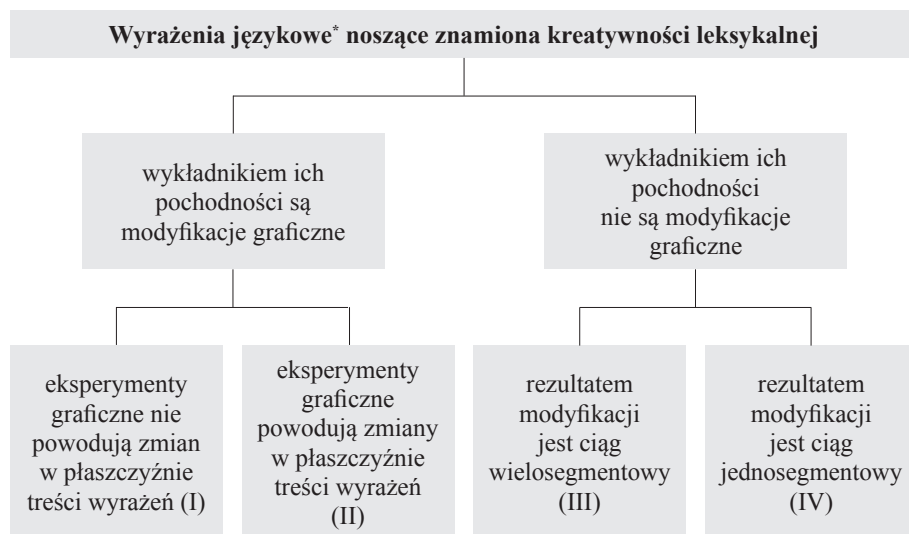 Wyrażenia językowe* noszące znamiona kreatywności leksykalnej
wykładnikiem ich
pochodności są
modyfikacje graficzne
wykładnikiem ich
pochodności
nie są modyfikacje
graficzne
eksperymenty
graficzne nie
powodują zmian
w płaszczyźnie
treści wyrażeń (I)
eksperymenty
graficzne
powodują zmiany
w płaszczyźnie
treści wyrażeń
(II)
rezultatem
modyfikacji
jest ciąg
wielosegmentowy
(III)
rezultatem
modyfikacji
jest ciąg
jednosegmentowy
(IV)